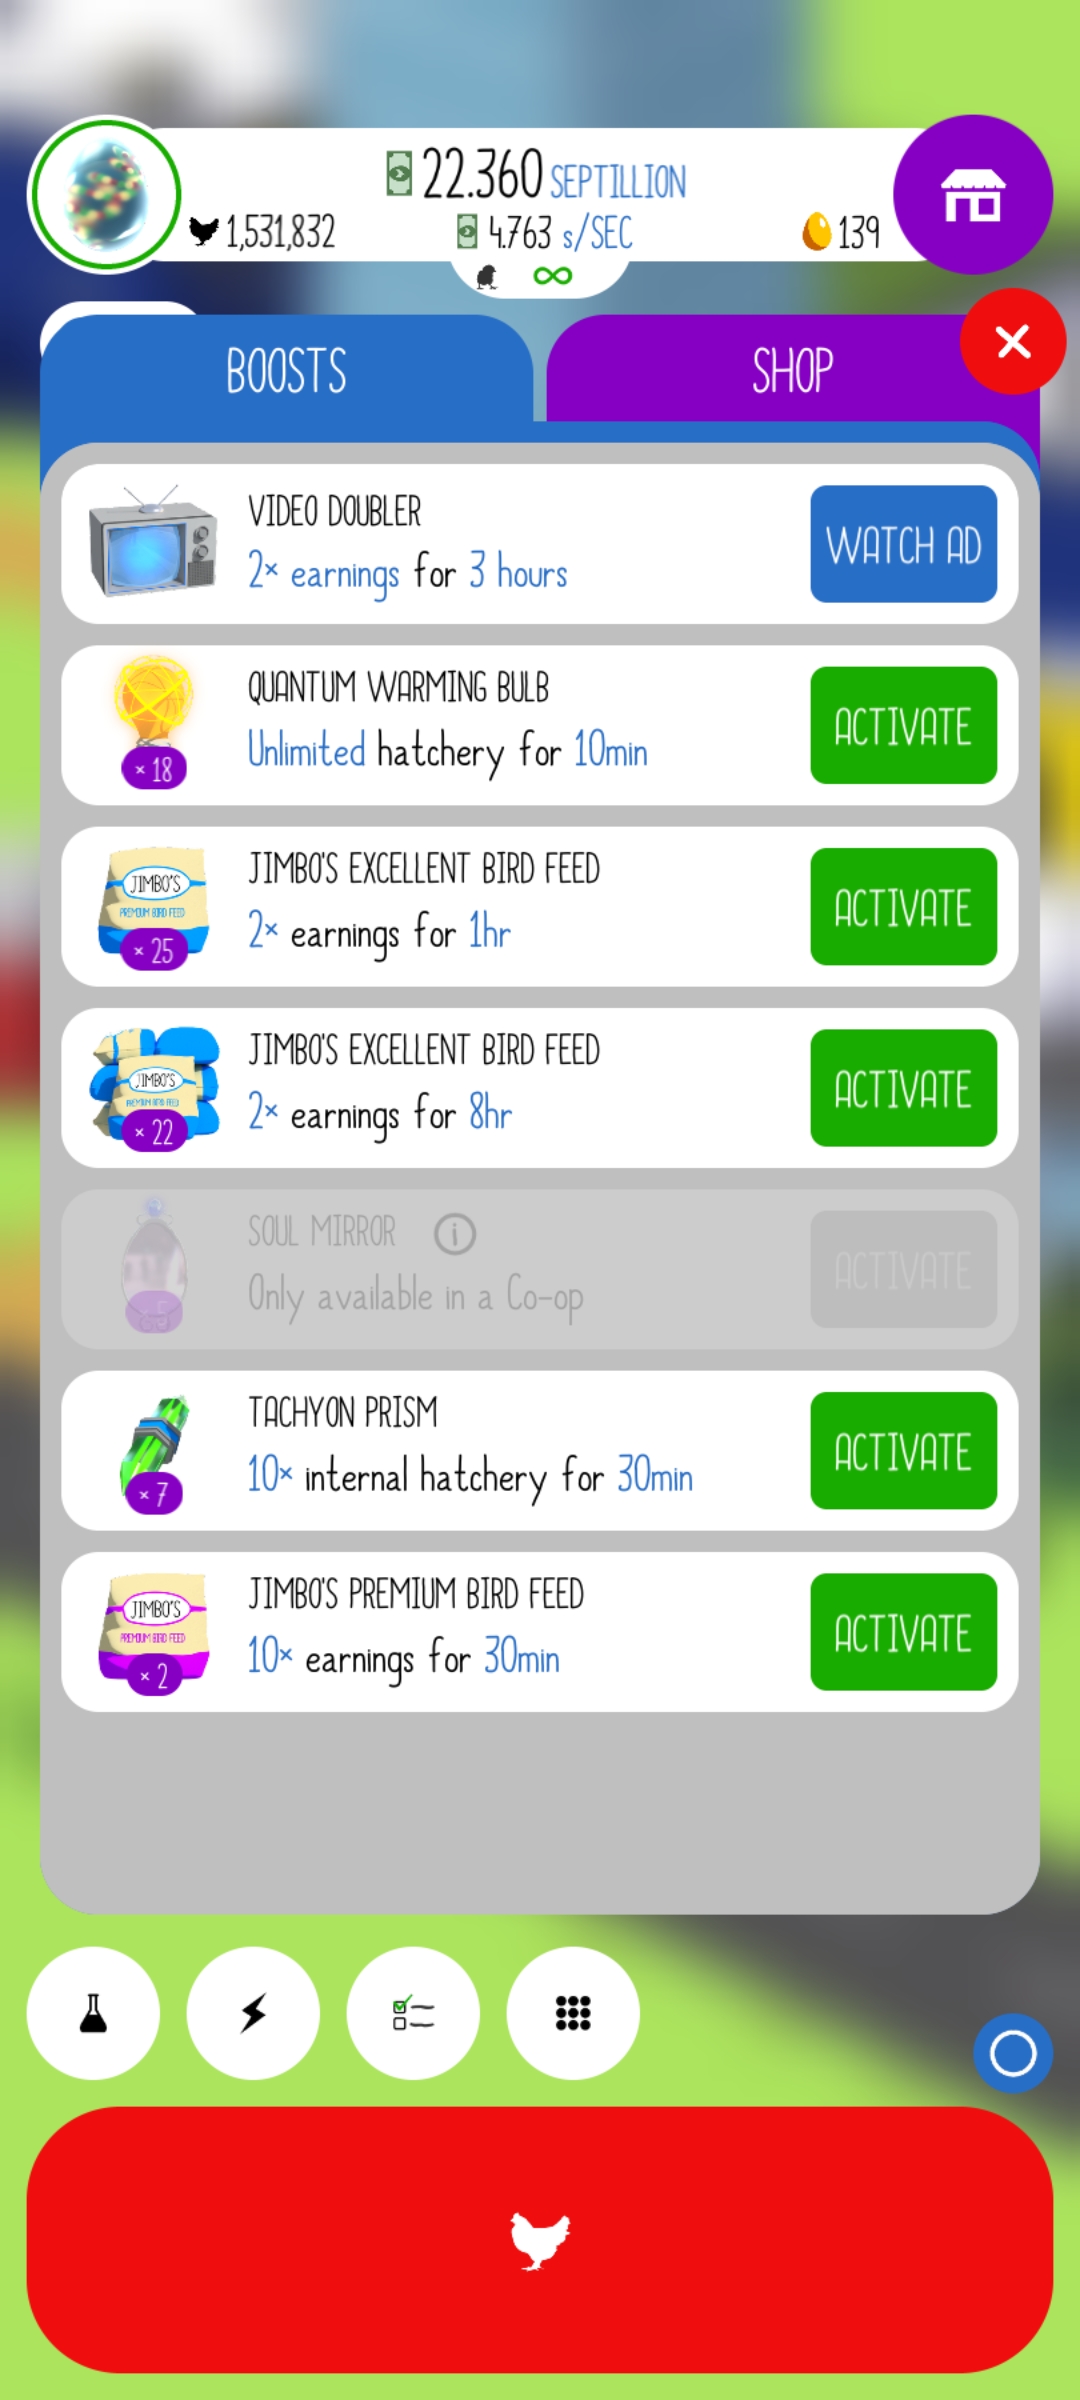 22.360 SEPTILLION
1,531,832
4.763 s/SEC
139
BOOSTS
SHOP
VIDEO DOUBLER
2× earnings for 3 hours
WATCH AD
QUANTUM WARMING BULB
Unlimited hatchery for 10min
× 18
ACTIVATE
JIMBO'S EXCELLENT BIRD FEED
2× earnings for 1hr
JIMBO'S
PREMIUM BIRD FEED
× 25
ACTIVATE
JIMBO'S EXCELLENT BIRD FEED
2× earnings for 8hr
JIMBO'S
PREMIUM BIRD FEED
× 22
ACTIVATE
SOUL MIRROR
Only available in a Co-op
× 5
ACTIVATE
TACHYON PRISM
10× internal hatchery for 30min
× 7
ACTIVATE
JIMBO'S PREMIUM BIRD FEED
10× earnings for 30min
JIMBO'S
PREMIUM BIRD FEED
× 2
ACTIVATE